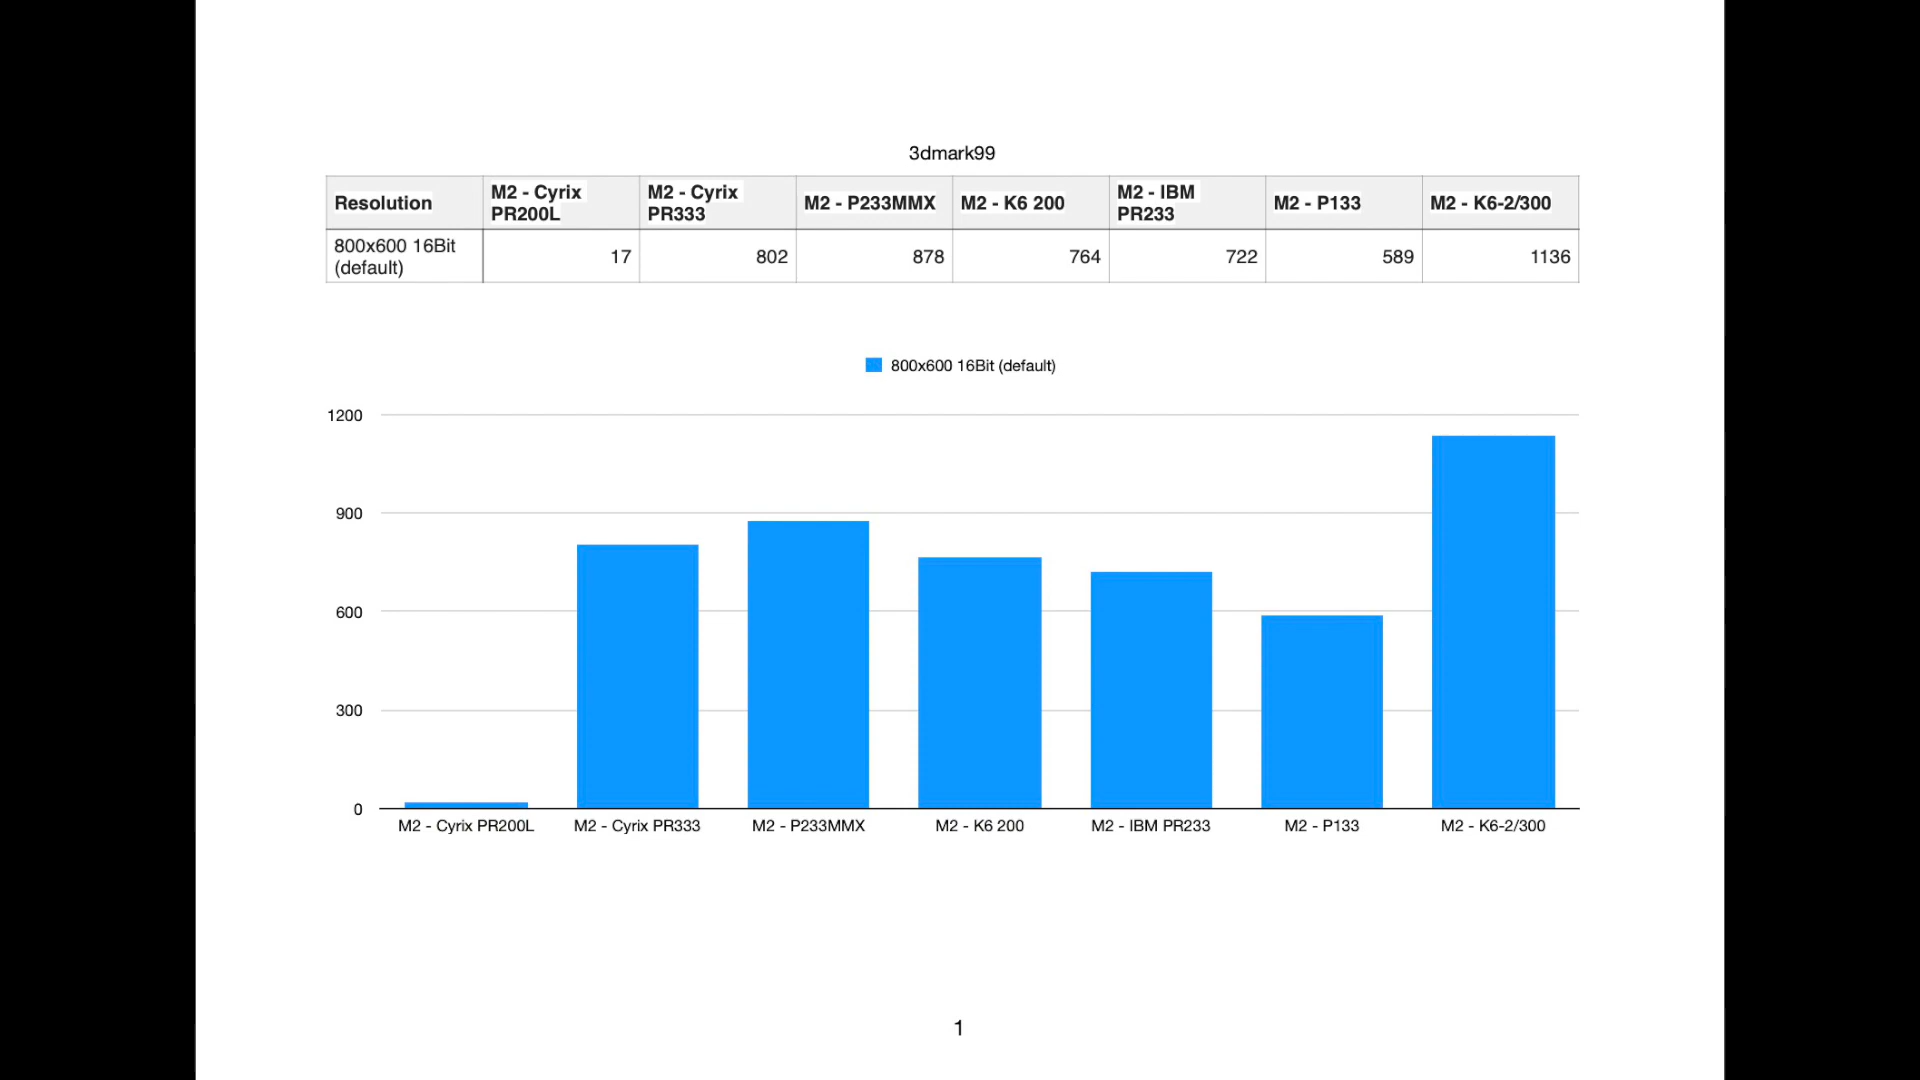 3dmark99
Resolution
M2 - Cyrix
PR200L
M2 - Cyrix
PR333
M2 - P233MMX
M2 - K6 200
M2 - IBM
PR233
M2 - P133
M2 - K6-2/300
800x600 16Bit
(default)
17
802
878
764
722
589
1136
800x600 16Bit (default)
1200
900
600
300
0
M2 - Cyrix PR200L
M2 - Cyrix PR333
M2 - P233MMX
M2 - K6 200
M2 - IBM PR233
M2 - P133
M2 - K6-2/300
1